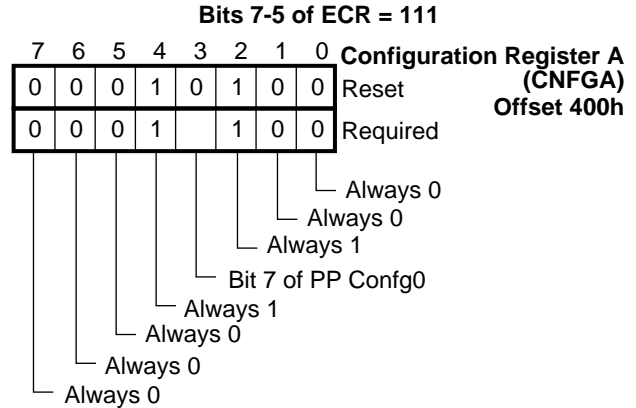 Bits 7-5 of ECR = 111
7 6 5 4 3 2 1 0 Configuration Register A
(CNFGA)
Offset 400h
0 0 0 1 0 1 0 0 Reset
0 0 0 1 1 0 0 Required
Always 0
Always 0
Always 1
Bit 7 of PP Confg0
Always 1
Always 0
Always 0
Always 0